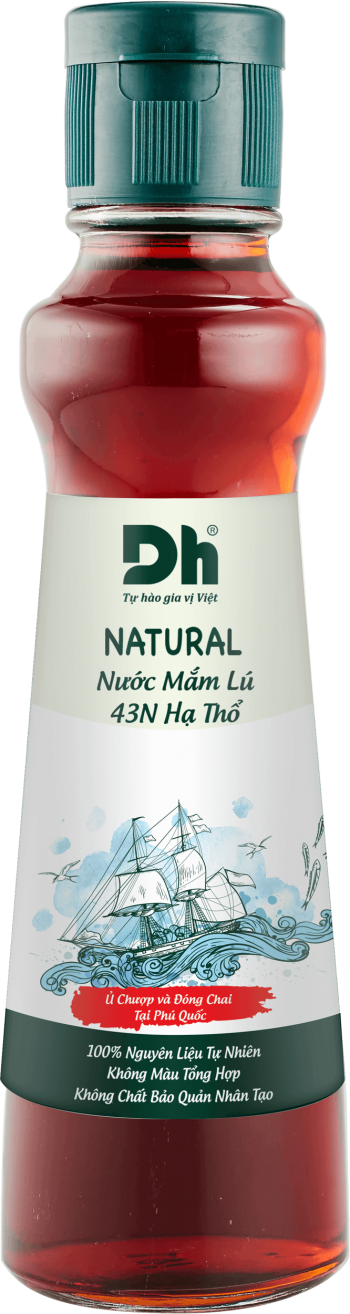 Dh®
Tự hào gia vị Việt
NATURAL
Nước Mắm Lú
43N Hạ Thổ
Ủ Chượp và Đóng Chai
Tại Phú Quốc
100% Nguyên Liệu Tự Nhiên
Không Màu Tổng Hợp
Không Chất Bảo Quản Nhân Tạo